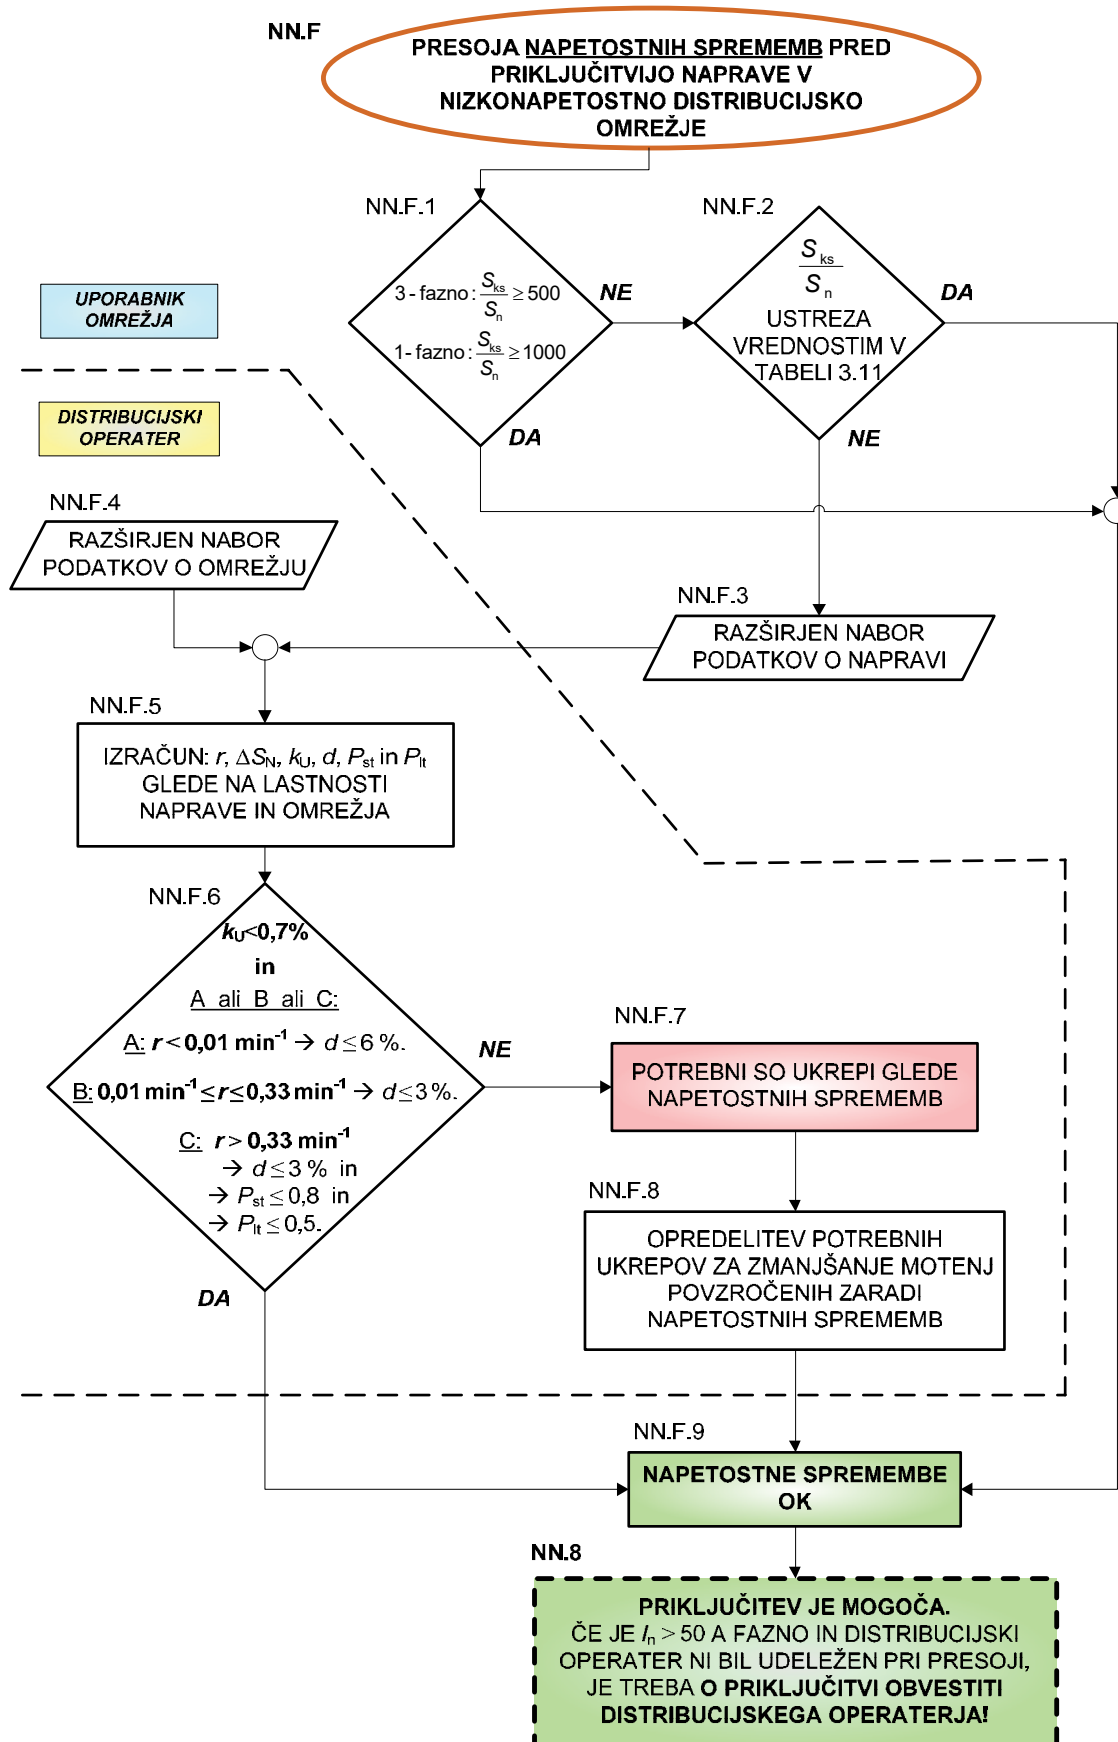 NN.F
PRESOJA NAPETOSTNIH SPREMEMB PRED
PRIKLJUČITVIJO NAPRAVE V
NIZKONAPETOSTNO DISTRIBUCIJSKO
OMREŽJE
NN.F.1
3-fazno: S_ks/S_n ≥ 500
1-fazno: S_ks/S_n ≥ 1000
NE
DA
NN.F.2
S_ks/S_n
USTREZA
VREDNOSTIM V
TABELI 3.11
DA
NE
UPORABNIK
OMREŽJA
DISTRIBUCIJSKI
OPERATER
NN.F.4
RAZŠIRJEN NABOR
PODATKOV O OMREŽJU
NN.F.3
RAZŠIRJEN NABOR
PODATKOV O NAPRAVI
NN.F.5
IZRAČUN: r, ΔS_N, k_U, d, P_st in P_lt
GLEDE NA LASTNOSTI
NAPRAVE IN OMREŽJA
NN.F.6
k_U<0,7%
in
A ali B ali C:
A: r < 0,01 min⁻¹ → d ≤ 6 %.
B: 0,01 min⁻¹ ≤ r ≤ 0,33 min⁻¹ → d ≤ 3 %.
C: r > 0,33 min⁻¹
→ d ≤ 3 % in
→ P_st ≤ 0,8 in
→ P_lt ≤ 0,5.
NE
DA
NN.F.7
POTREBNI SO UKREPI GLEDE
NAPETOSTNIH SPREMEMB
NN.F.8
OPREDELITEV POTREBNIH
UKREPOV ZA ZMANJŠANJE MOTENJ
POVZROČENIH ZARADI
NAPETOSTNIH SPREMEMB
NN.F.9
NAPETOSTNE SPREMEMBE
OK
NN.8
PRIKLJUČITEV JE MOGOČA.
ČE JE I_n > 50 A FAZNO IN DISTRIBUCIJSKI
OPERATER NI BIL UDELEŽEN PRI PRESOJI,
JE TREBA O PRIKLJUČITVI OBVESTITI
DISTRIBUCIJSKEGA OPERATERJA!